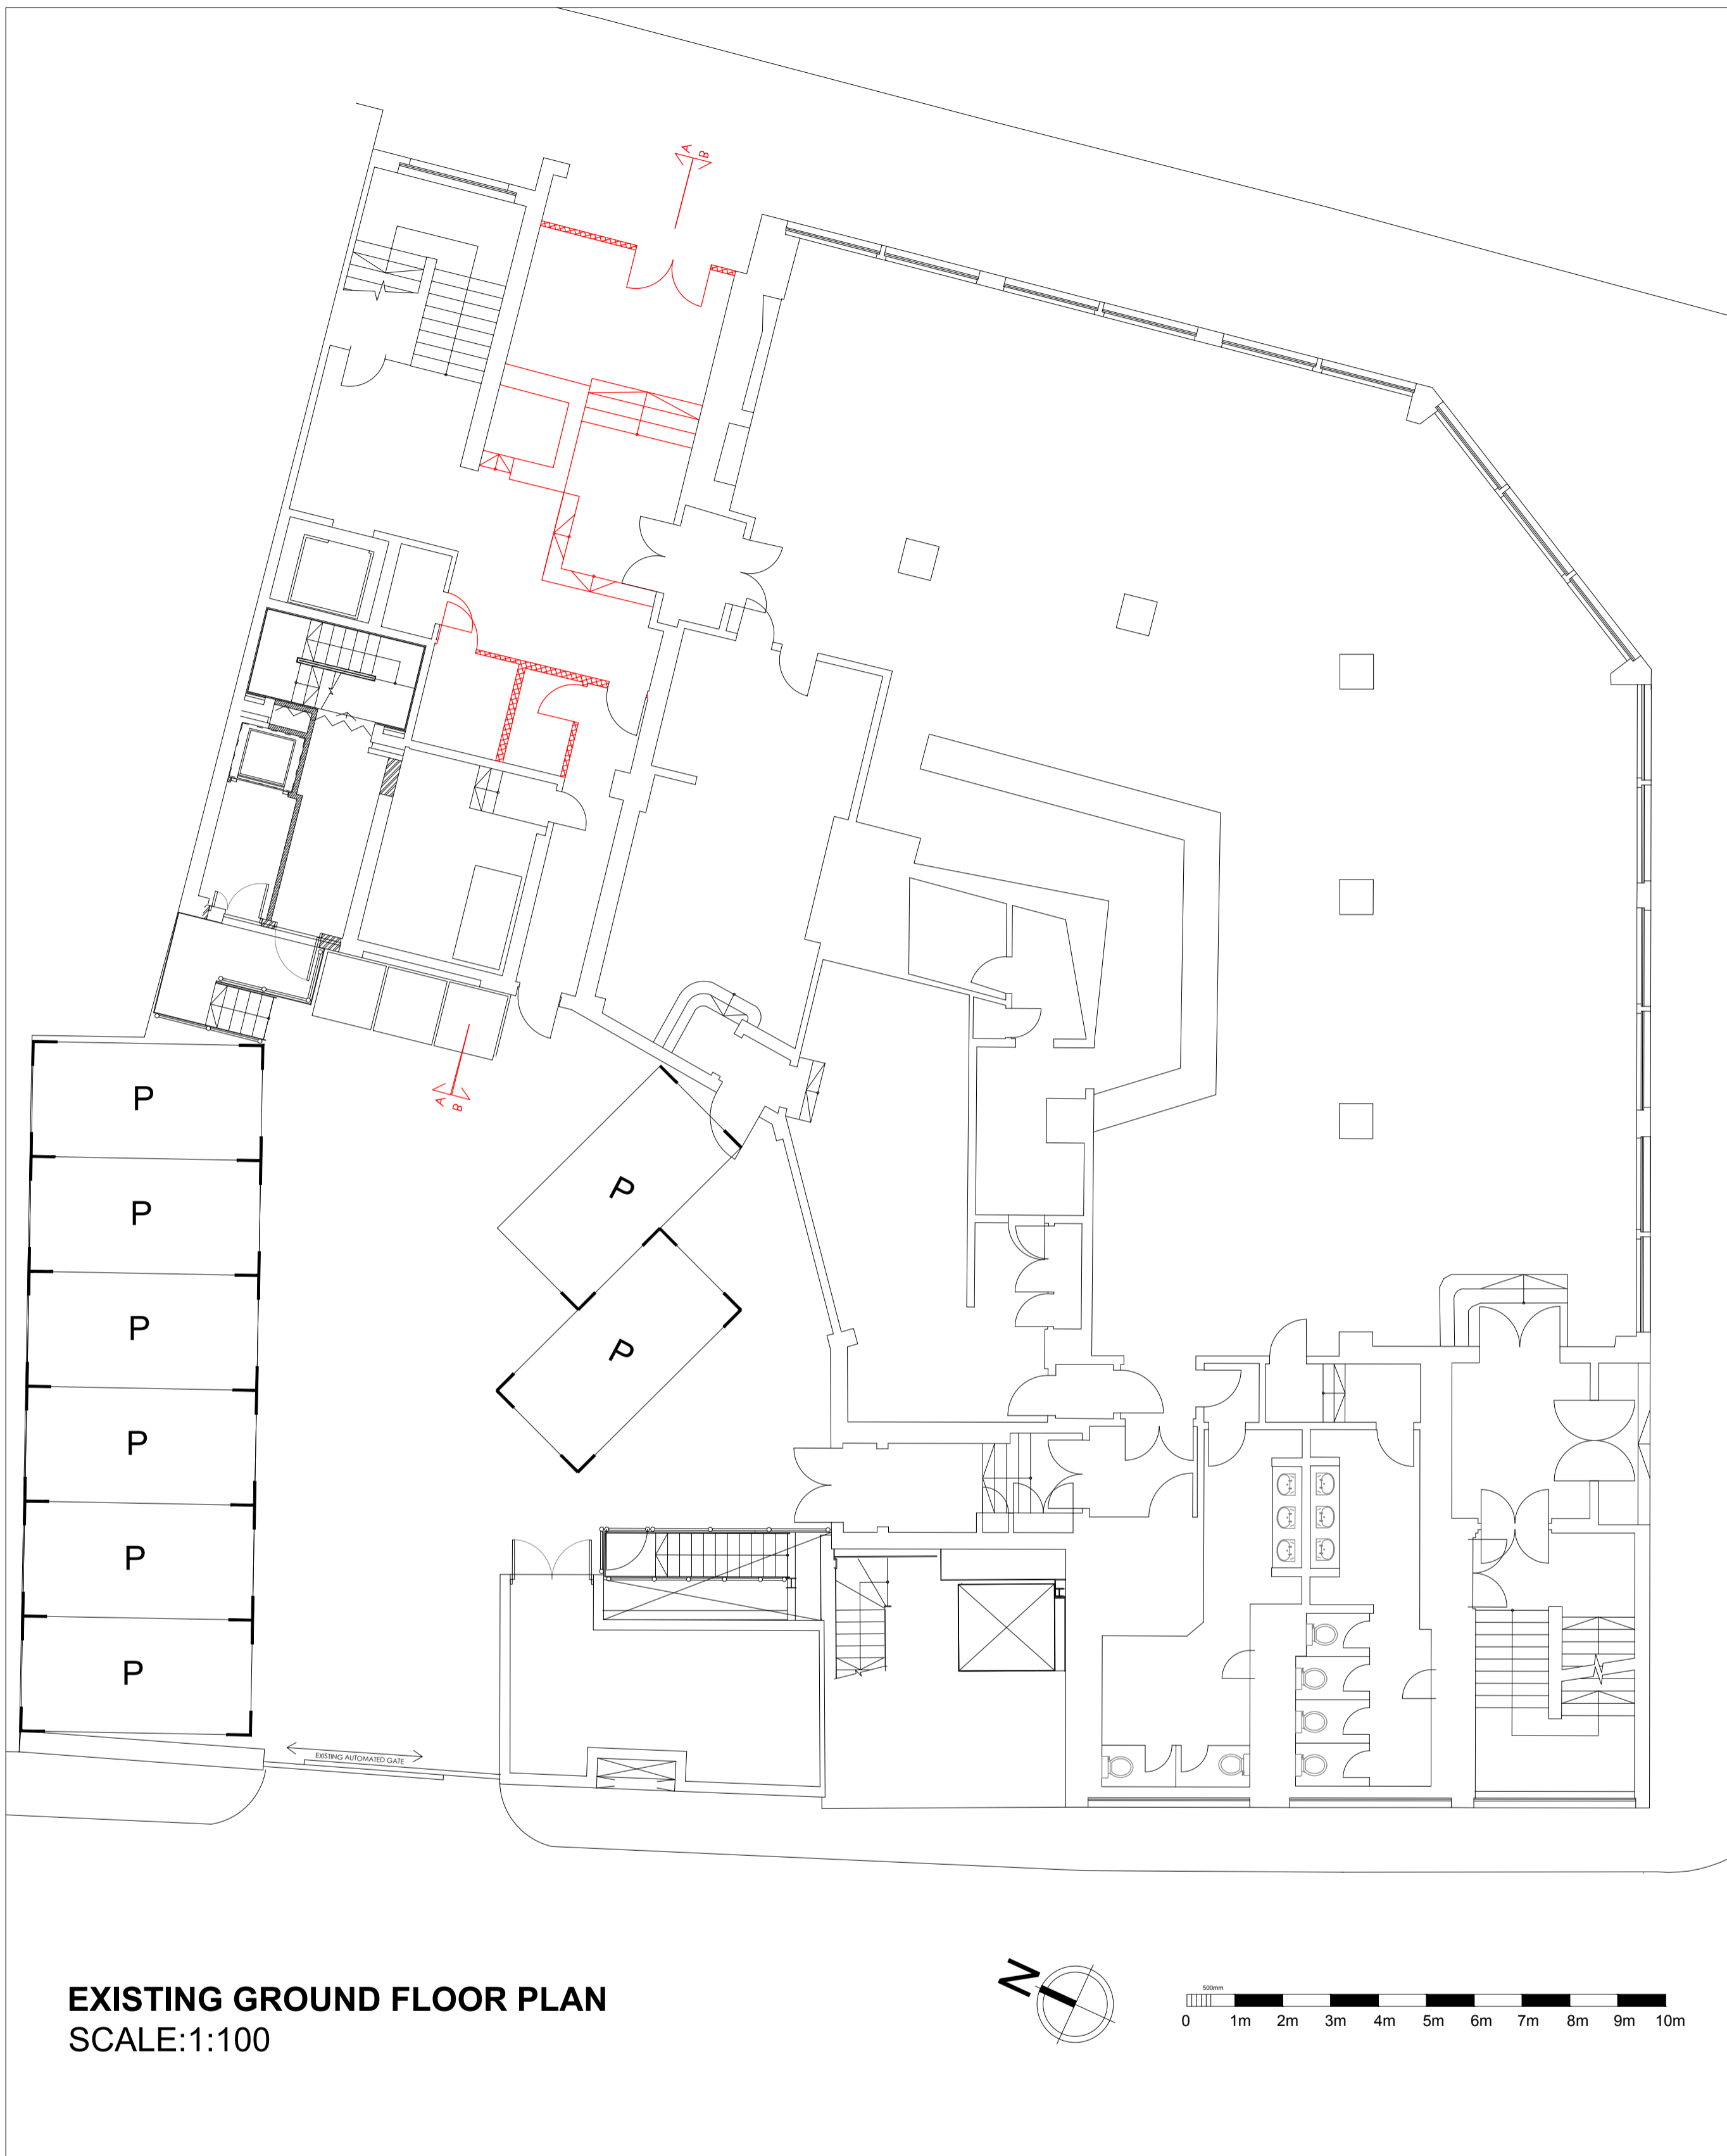 A
B
A
B
P
P
P
P
P
P
P
P
EXISTING AUTOMATED GATE
EXISTING GROUND FLOOR PLAN
SCALE:1:100
N
500mm
0 1m 2m 3m 4m 5m 6m 7m 8m 9m 10m